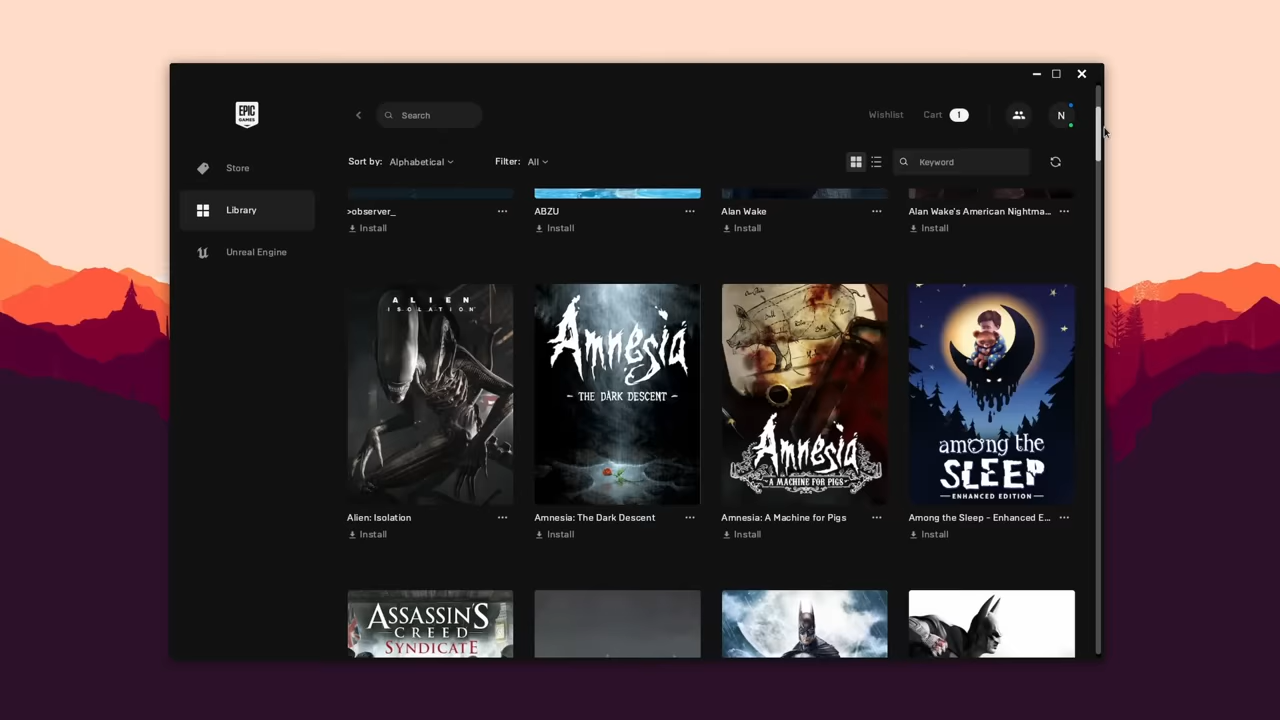 EPIC
GAMES
Search
Wishlist
Cart
1
N
Store
Library
Unreal Engine
Sort by:
Alphabetical
Filter:
All
Keyword
>observer_
Install
ABZU
Install
Alan Wake
Install
Alan Wake's American Nightma...
Install
ALIEN
ISOLATION
Amnesia
- THE DARK DESCENT -
Amnesia
A MACHINE FOR PIGS
among the
SLEEP
ENHANCED EDITION
Alien: Isolation
Install
Amnesia: The Dark Descent
Install
Amnesia: A Machine for Pigs
Install
Among the Sleep - Enhanced E...
Install
ASSASSIN'S
CREED
SYNDICATE